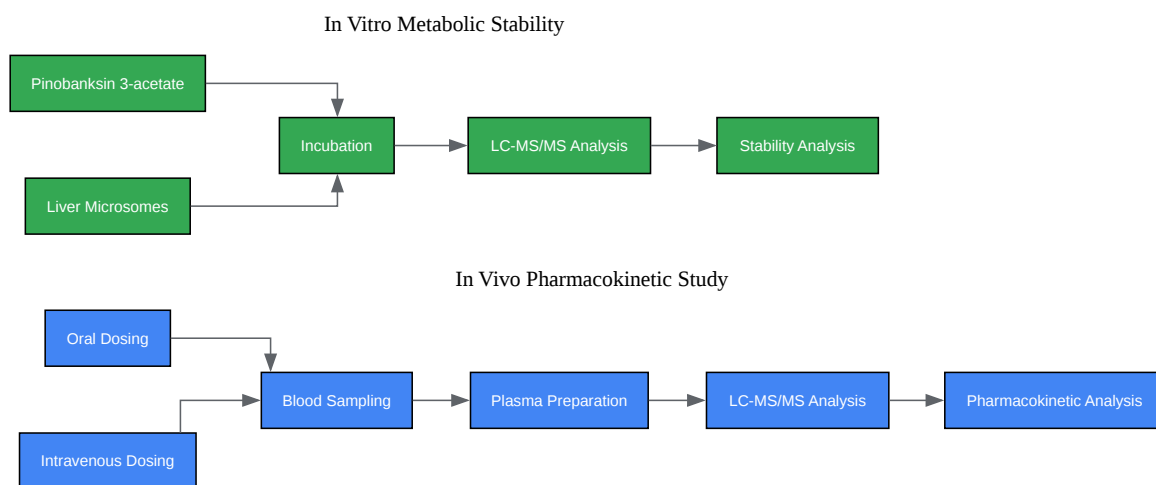 In Vitro Metabolic Stability
Pinobanksin 3-acetate
Incubation
LC-MS/MS Analysis
Stability Analysis
Liver Microsomes
In Vivo Pharmacokinetic Study
Oral Dosing
Blood Sampling
Plasma Preparation
LC-MS/MS Analysis
Pharmacokinetic Analysis
Intravenous Dosing